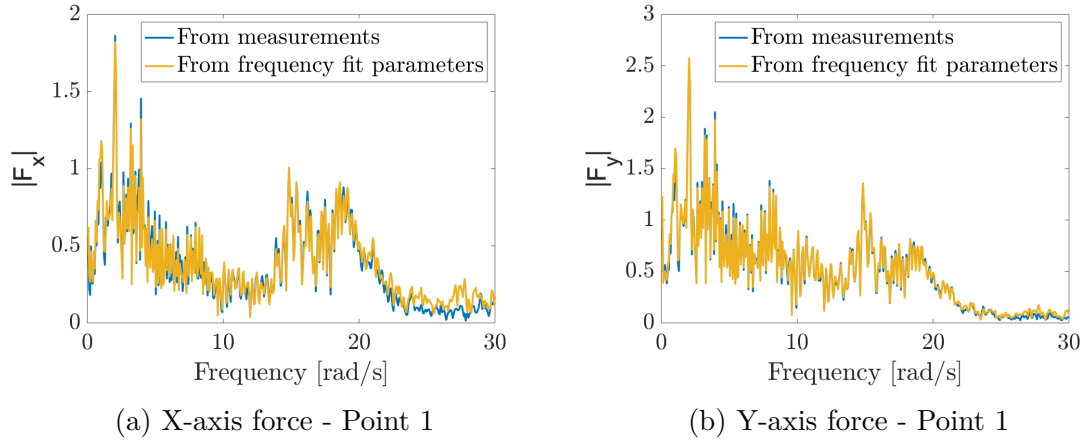 2
1.5
1
0.5
0
|F_x|
From measurements
From frequency fit parameters
0 10 20 30
Frequency [rad/s]
(a) X-axis force - Point 1
3
2.5
2
1.5
1
0.5
0
|F_y|
From measurements
From frequency fit parameters
0 10 20 30
Frequency [rad/s]
(b) Y-axis force - Point 1